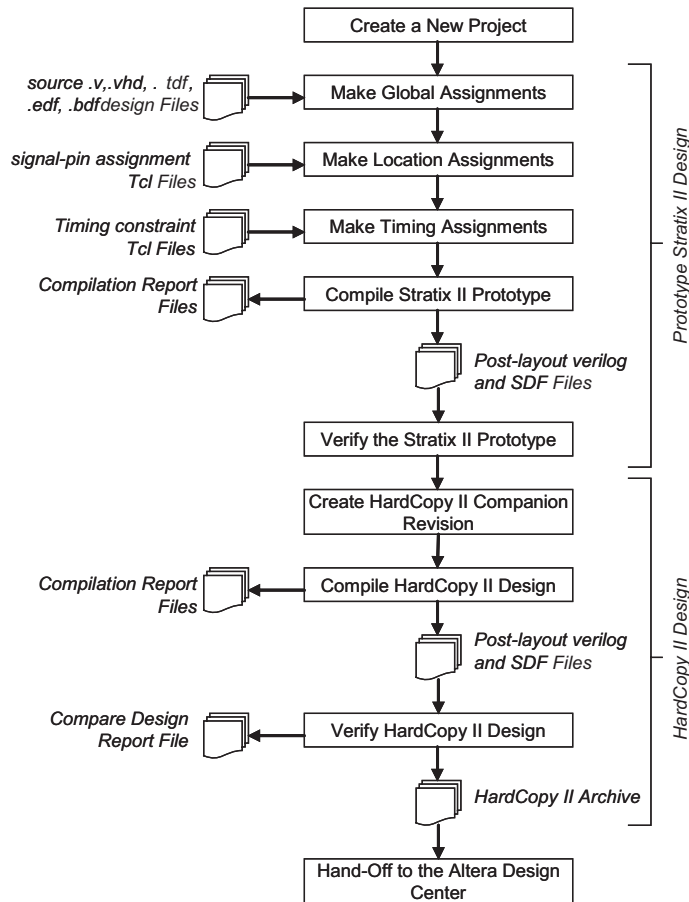 Create a New Project
source .v,.vhd, . tdf,
.edf, .bdfdesign Files
Make Global Assignments
signal-pin assignment
Tcl Files
Make Location Assignments
Timing constraint
Tcl Files
Make Timing Assignments
Compilation Report
Files
Compile Stratix II Prototype
Post-layout verilog
and SDF Files
Verify the Stratix II Prototype
Prototype Stratix II Design
Create HardCopy II Companion
Revision
Compilation Report
Files
Compile HardCopy II Design
Post-layout verilog
and SDF Files
Compare Design
Report File
Verify HardCopy II Design
HardCopy II Archive
HardCopy II Design
Hand-Off to the Altera Design
Center